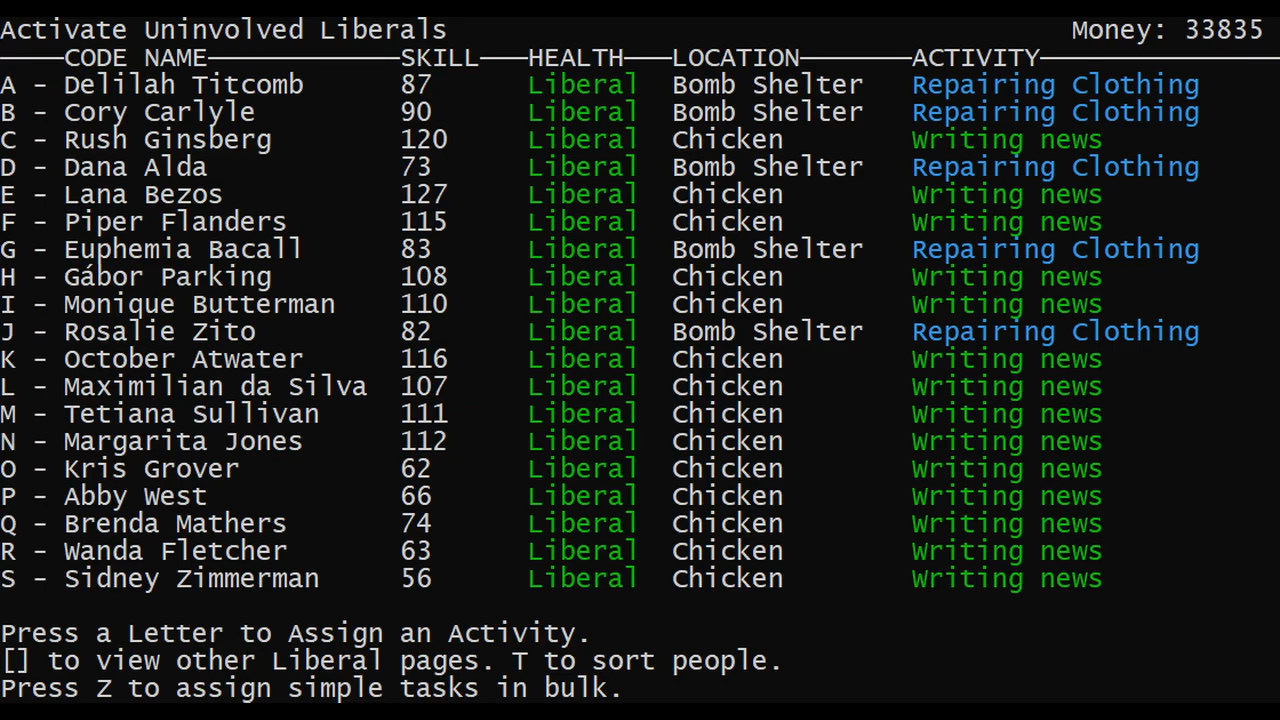 Activate Uninvolved Liberals Money: 33835
CODE NAME SKILL HEALTH LOCATION ACTIVITY
A - Delilah Titcomb 87 Liberal Bomb Shelter Repairing Clothing
B - Cory Carlyle 90 Liberal Bomb Shelter Repairing Clothing
C - Rush Ginsberg 120 Liberal Chicken Writing news
D - Dana Alda 73 Liberal Bomb Shelter Repairing Clothing
E - Lana Bezos 127 Liberal Chicken Writing news
F - Piper Flanders 115 Liberal Chicken Writing news
G - Euphemia Bacall 83 Liberal Bomb Shelter Repairing Clothing
H - Gábor Parking 108 Liberal Chicken Writing news
I - Monique Butterman 110 Liberal Chicken Writing news
J - Rosalie Zito 82 Liberal Bomb Shelter Repairing Clothing
K - October Atwater 116 Liberal Chicken Writing news
L - Maximilian da Silva 107 Liberal Chicken Writing news
M - Tetiana Sullivan 111 Liberal Chicken Writing news
N - Margarita Jones 112 Liberal Chicken Writing news
O - Kris Grover 62 Liberal Chicken Writing news
P - Abby West 66 Liberal Chicken Writing news
Q - Brenda Mathers 74 Liberal Chicken Writing news
R - Wanda Fletcher 63 Liberal Chicken Writing news
S - Sidney Zimmerman 56 Liberal Chicken Writing news
Press a Letter to Assign an Activity.
[] to view other Liberal pages. T to sort people.
Press Z to assign simple tasks in bulk.